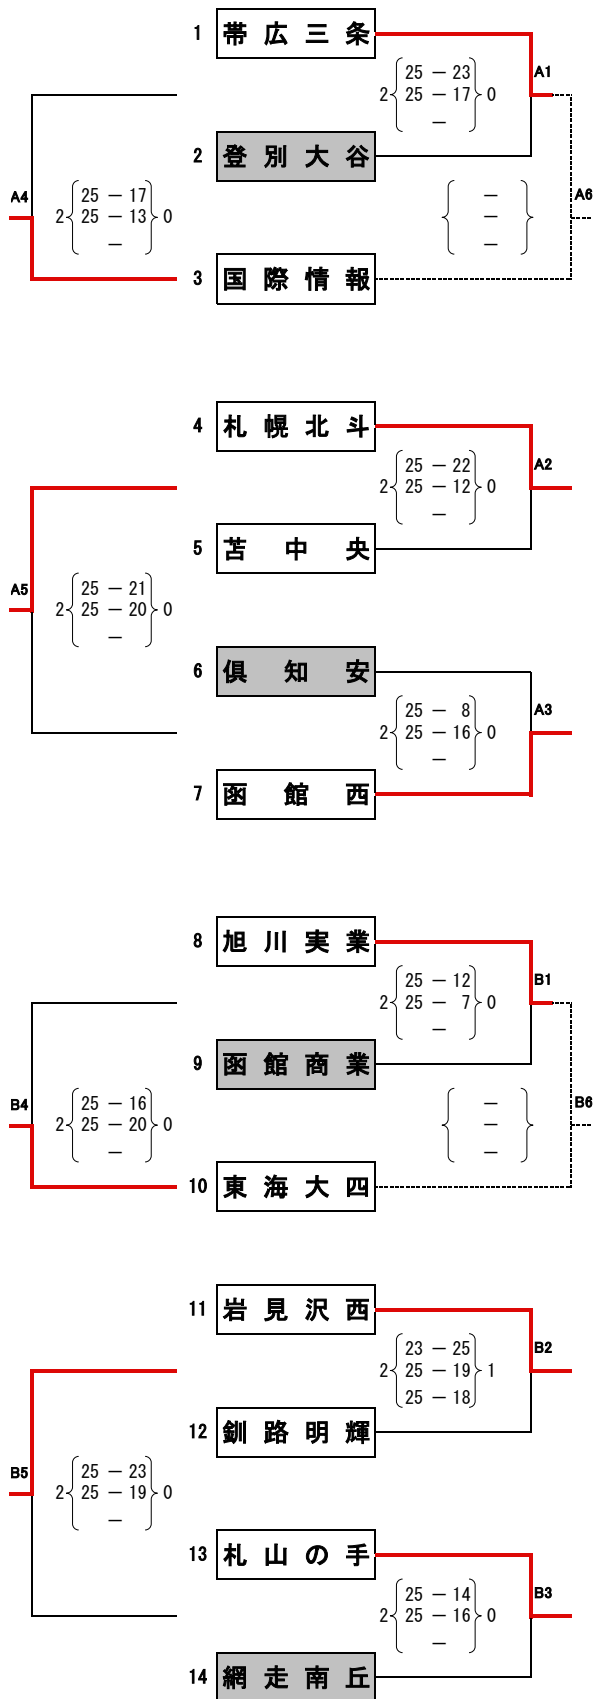 1 帯広三条
25 － 23
A1
2 25 － 17 0
－
2 登別大谷
A4
25 － 17
2 25 － 13 0
－
－
A6
－
－
3 国際情報
4 札幌北斗
25 － 22
A2
2 25 － 12 0
－
5 苫中央
A5
25 － 21
2 25 － 20 0
－
6 倶知安
25 － 8
A3
2 25 － 16 0
－
7 函館西
8 旭川実業
25 － 12
B1
2 25 － 7 0
－
9 函館商業
B4
25 － 16
2 25 － 20 0
－
－
B6
－
－
10 東海大四
11 岩見沢西
23 － 25
B2
2 25 － 19 1
25 － 18
12 釧路明輝
B5
25 － 23
2 25 － 19 0
－
13 札山の手
25 － 14
B3
2 25 － 16 0
－
14 網走南丘